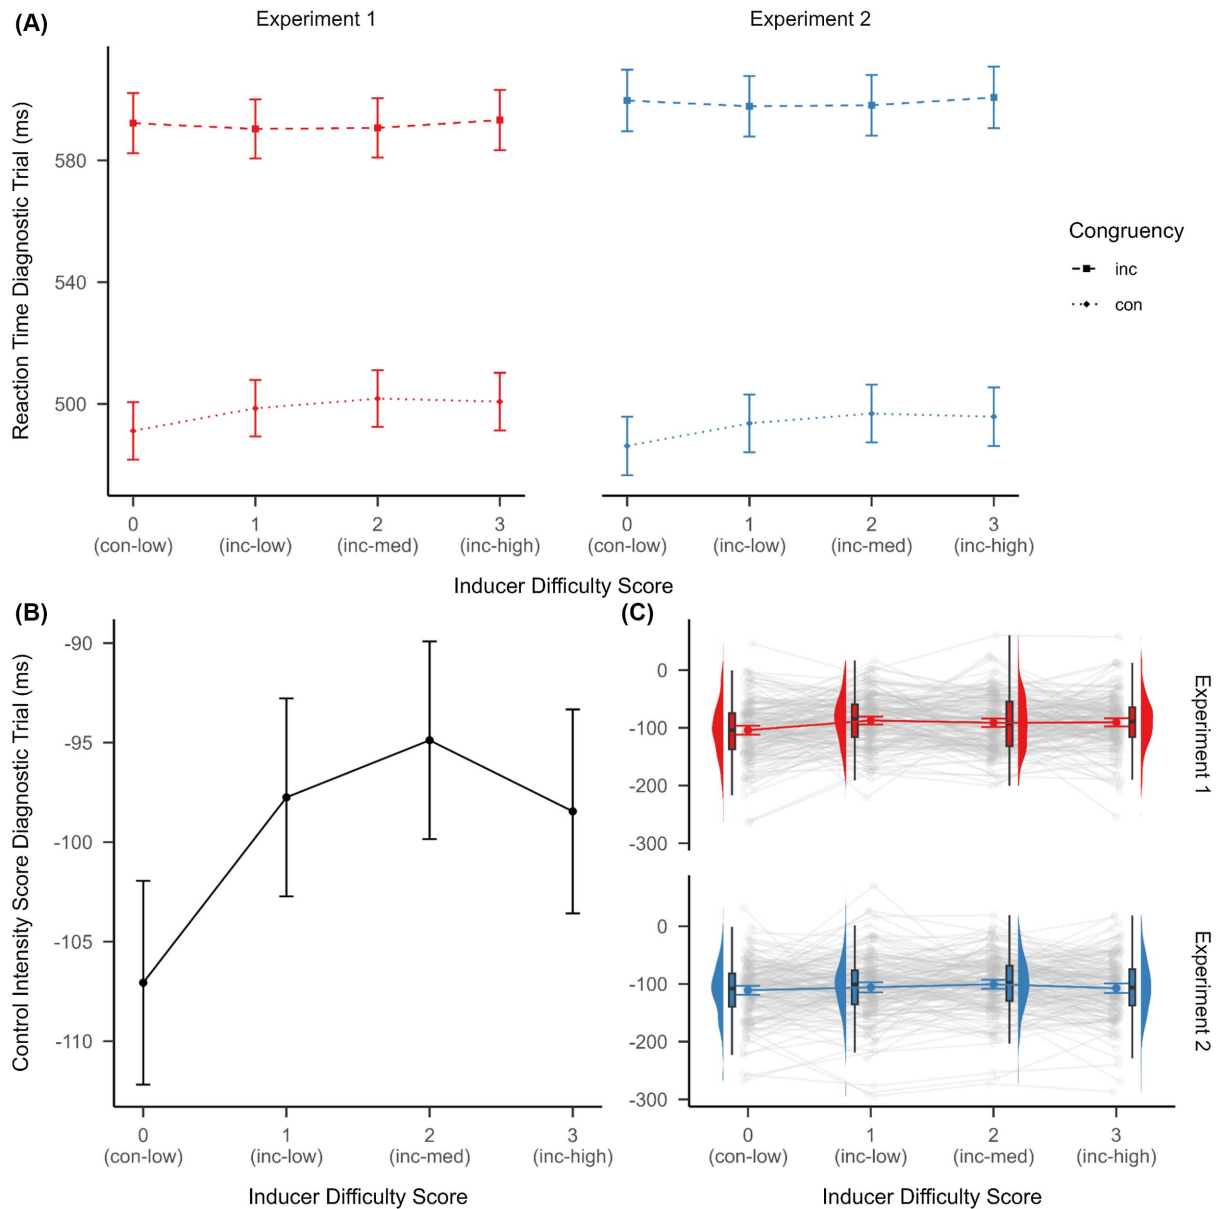 (A)
Experiment 1
Experiment 2
Reaction Time Diagnostic Trial (ms)
580
540
500
0
(con-low)
1
(inc-low)
2
(inc-med)
3
(inc-high)
0
(con-low)
1
(inc-low)
2
(inc-med)
3
(inc-high)
Inducer Difficulty Score
Congruency
inc
con
(B)
Control Intensity Score Diagnostic Trial (ms)
-90
-95
-100
-105
-110
0
(con-low)
1
(inc-low)
2
(inc-med)
3
(inc-high)
Inducer Difficulty Score
(C)
0
-100
-200
-300
Experiment 1
0
-100
-200
-300
Experiment 2
0
(con-low)
1
(inc-low)
2
(inc-med)
3
(inc-high)
Inducer Difficulty Score